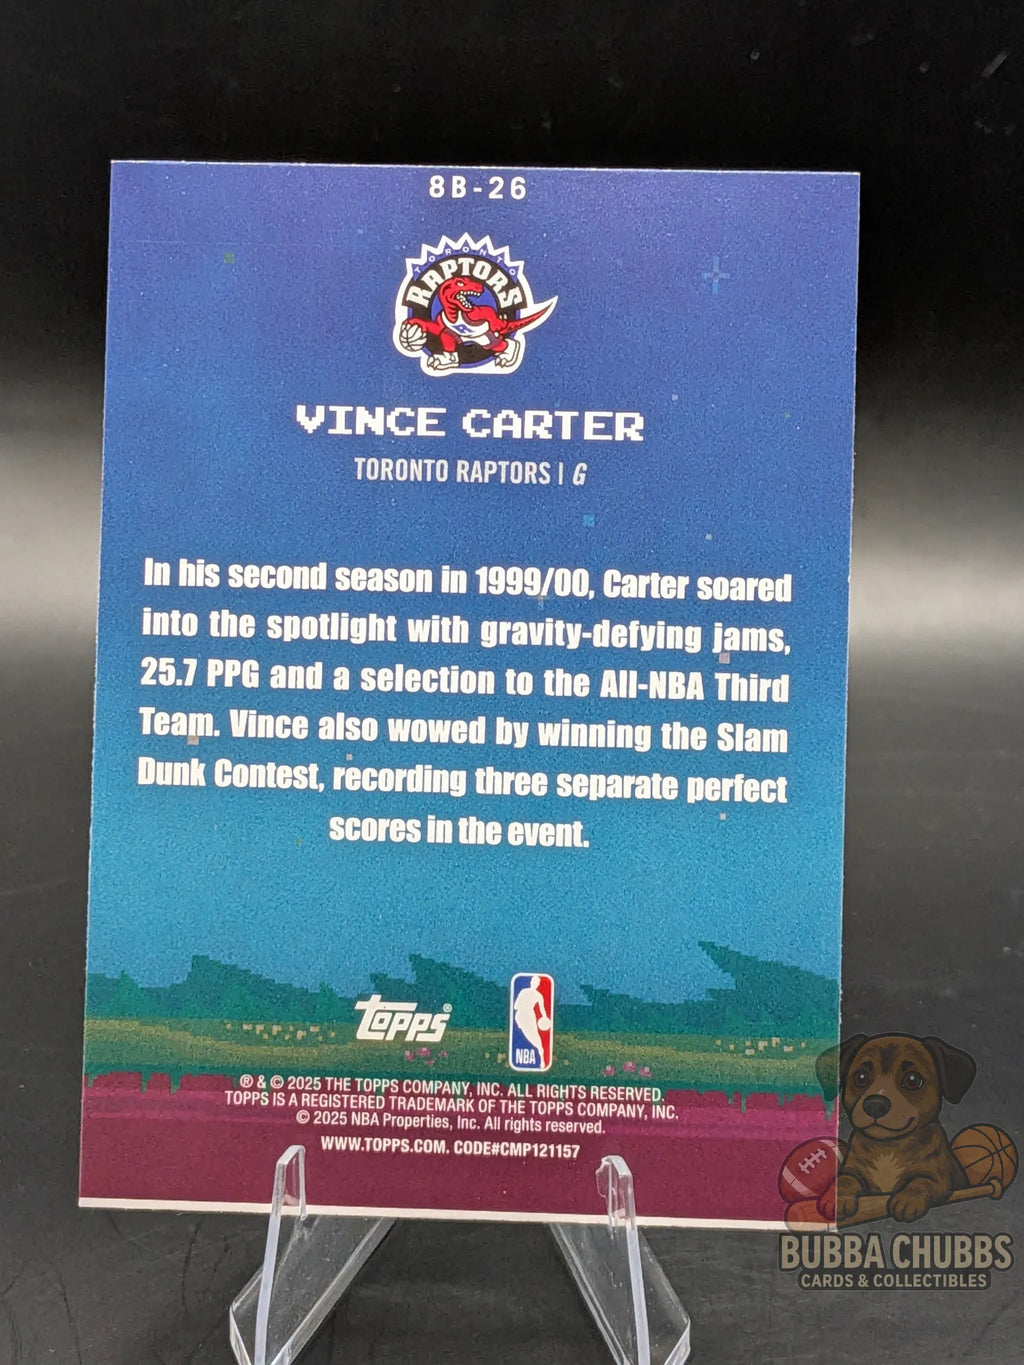 8B-26
TORONTO
RAPTORS
VINCE CARTER
TORONTO RAPTORS | G
In his second season in 1999/00, Carter soared
into the spotlight with gravity-defying jams,
25.7 PPG and a selection to the All-NBA Third
Team. Vince also wowed by winning the Slam
Dunk Contest, recording three separate perfect
scores in the event.
topps®
NBA
® & © 2025 THE TOPPS COMPANY, INC. ALL RIGHTS RESERVED.
TOPPS IS A REGISTERED TRADEMARK OF THE TOPPS COMPANY, INC.
© 2025 NBA Properties, Inc. All rights reserved.
WWW.TOPPS.COM. CODE#CMP121157
BUBBA CHUBBS
CARDS & COLLECTIBLES